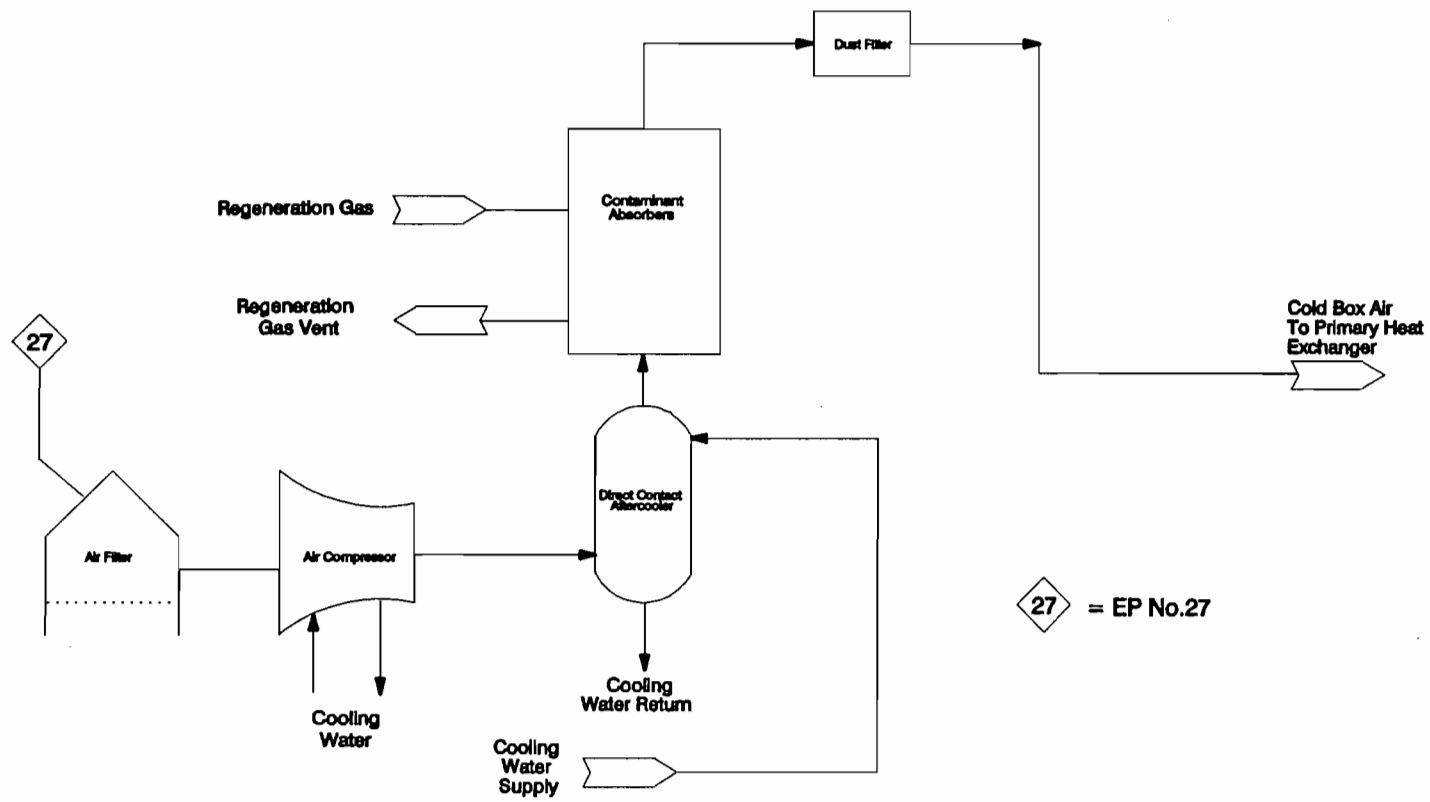 Dust Filter
Contaminant
Absorbers
Regeneration Gas
Regeneration
Gas Vent
Cold Box Air
To Primary Heat
Exchanger
27
Direct Contact
Aftercooler
Air Filter
Air Compressor
27 = EP No.27
Cooling
Water Return
Cooling
Water
Cooling
Water
Supply